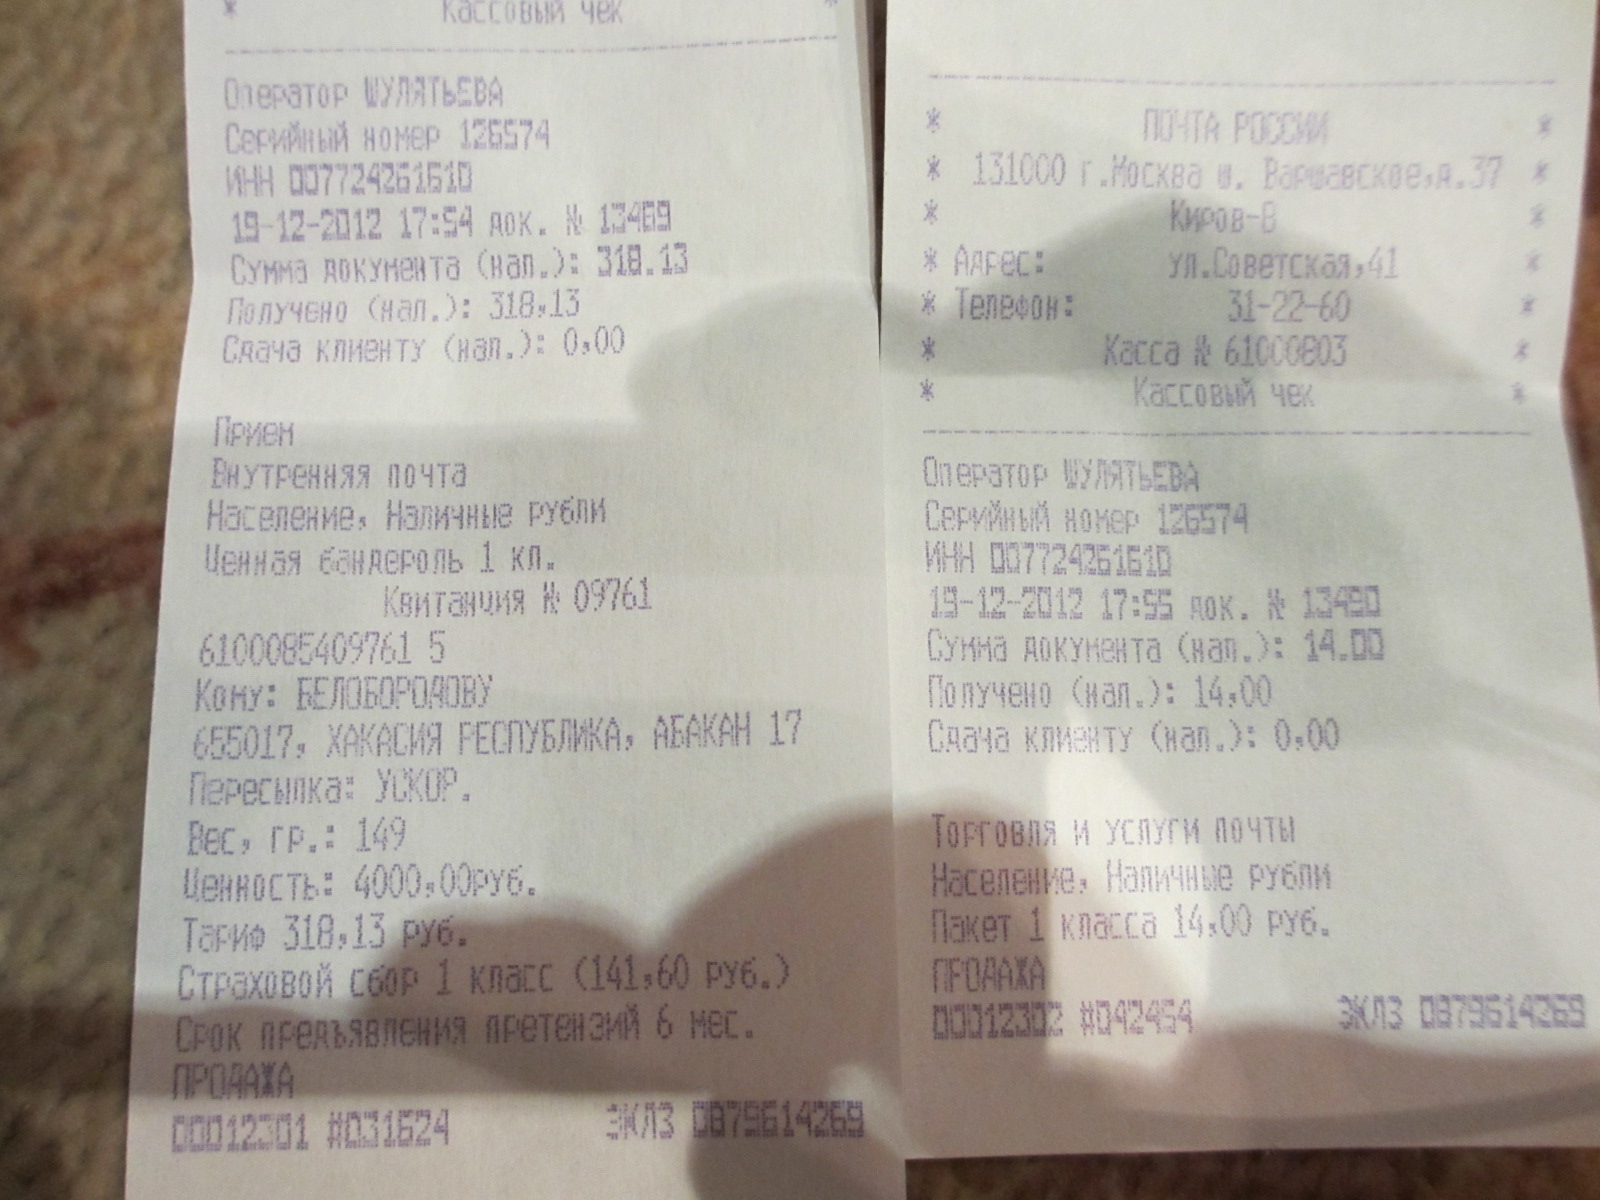 * Кассовый чек *
Оператор ШУЛЯТЬЕВА
Серийный номер 126574
ИНН 007724261610
19-12-2012 17:54 док. № 13469
Сумма документа (нал.): 318.13
Получено (нал.): 318,13
Сдача клиенту (нал.): 0,00
Прием
Внутренняя почта
Население, Наличные рубли
Ценная бандероль 1 кл.
Квитанция № 09761
6100085409761 5
Кому: БЕЛОБОРОДОВУ
655017, ХАКАСИЯ РЕСПУБЛИКА, АБАКАН 17
Пересылка: УСКОР.
Вес, гр.: 149
Ценность: 4000,00руб.
Тариф 318,13 руб.
Страховой сбор 1 класс (141,60 руб.)
Срок предъявления претензий 6 мес.
ПРОДАЖА
00012301 #031624 ЭКЛЗ 0879614269
* ПОЧТА РОССИИ *
* 131000 г.Москва ш. Варшавское,д.37 *
* Киров-8 *
* Адрес: ул.Советская,41 *
* Телефон: 31-22-60 *
* Касса № 61000803 *
* Кассовый чек *
Оператор ШУЛЯТЬЕВА
Серийный номер 126574
ИНН 007724261610
19-12-2012 17:55 док. № 13490
Сумма документа (нал.): 14.00
Получено (нал.): 14,00
Сдача клиенту (нал.): 0,00
Торговля и услуги почты
Население, Наличные рубли
Пакет 1 класса 14,00 руб.
ПРОДАЖА
00012302 #042454 ЭКЛЗ 0879614269